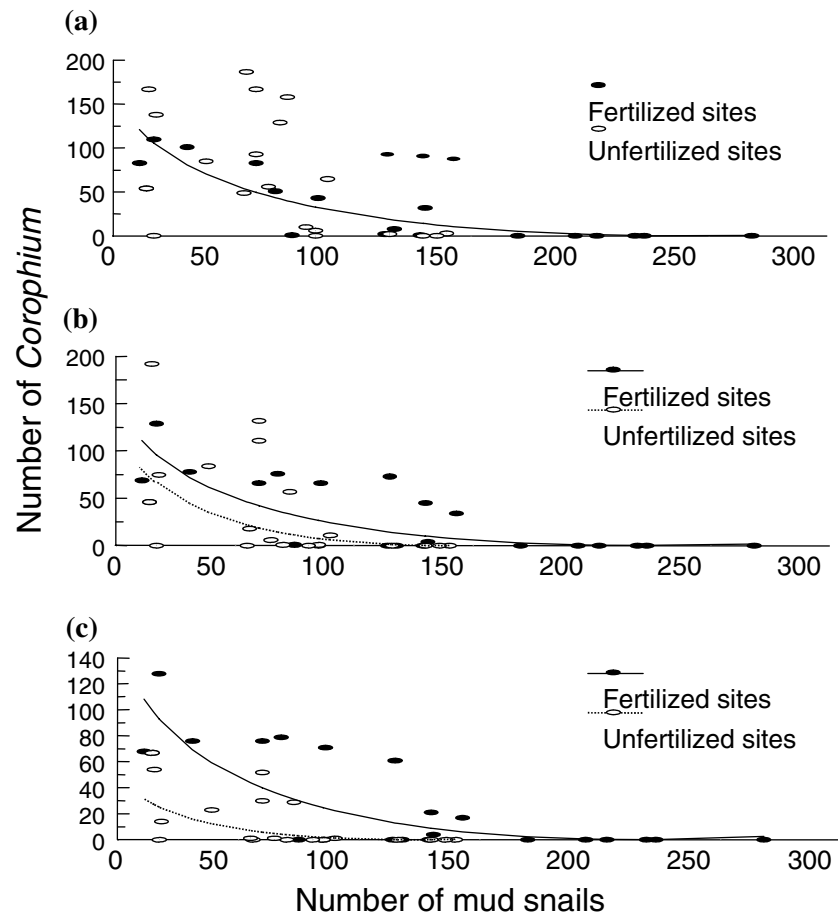 (a)
200
150
100
50
0
Fertilized sites
Unfertilized sites
0 50 100 150 200 250 300
(b)
200
150
100
50
0
Fertilized sites
Unfertilized sites
0 50 100 150 200 250 300
Number of Corophium
(c)
140
120
100
80
60
40
20
0
Fertilized sites
Unfertilized sites
0 50 100 150 200 250 300
Number of mud snails